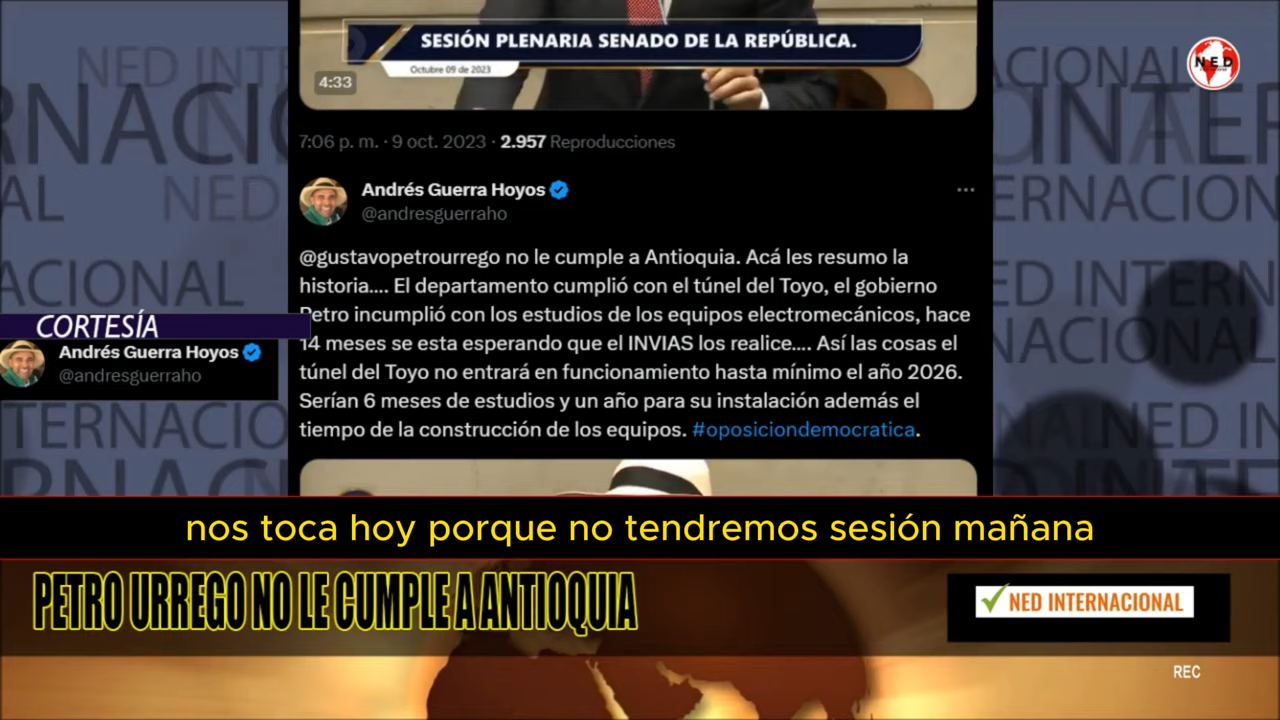 SESIÓN PLENARIA SENADO DE LA REPÚBLICA.
Octubre 09 de 2023
4:33
NED
7:06 p. m. · 9 oct. 2023 · 2.957 Reproducciones
Andrés Guerra Hoyos
@andresguerraho
@gustavopetrourrego no le cumple a Antioquia. Acá les resumo la
historia.... El departamento cumplió con el túnel del Toyo, el gobierno
Petro incumplió con los estudios de los equipos electromecánicos, hace
14 meses se esta esperando que el INVIAS los realice.... Así las cosas el
túnel del Toyo no entrará en funcionamiento hasta mínimo el año 2026.
Serían 6 meses de estudios y un año para su instalación además el
tiempo de la construcción de los equipos. #oposiciondemocratica.
CORTESÍA
Andrés Guerra Hoyos
@andresguerraho
nos toca hoy porque no tendremos sesión mañana
PETRO URREGO NO LE CUMPLE A ANTIOQUIA
NED INTERNACIONAL
REC